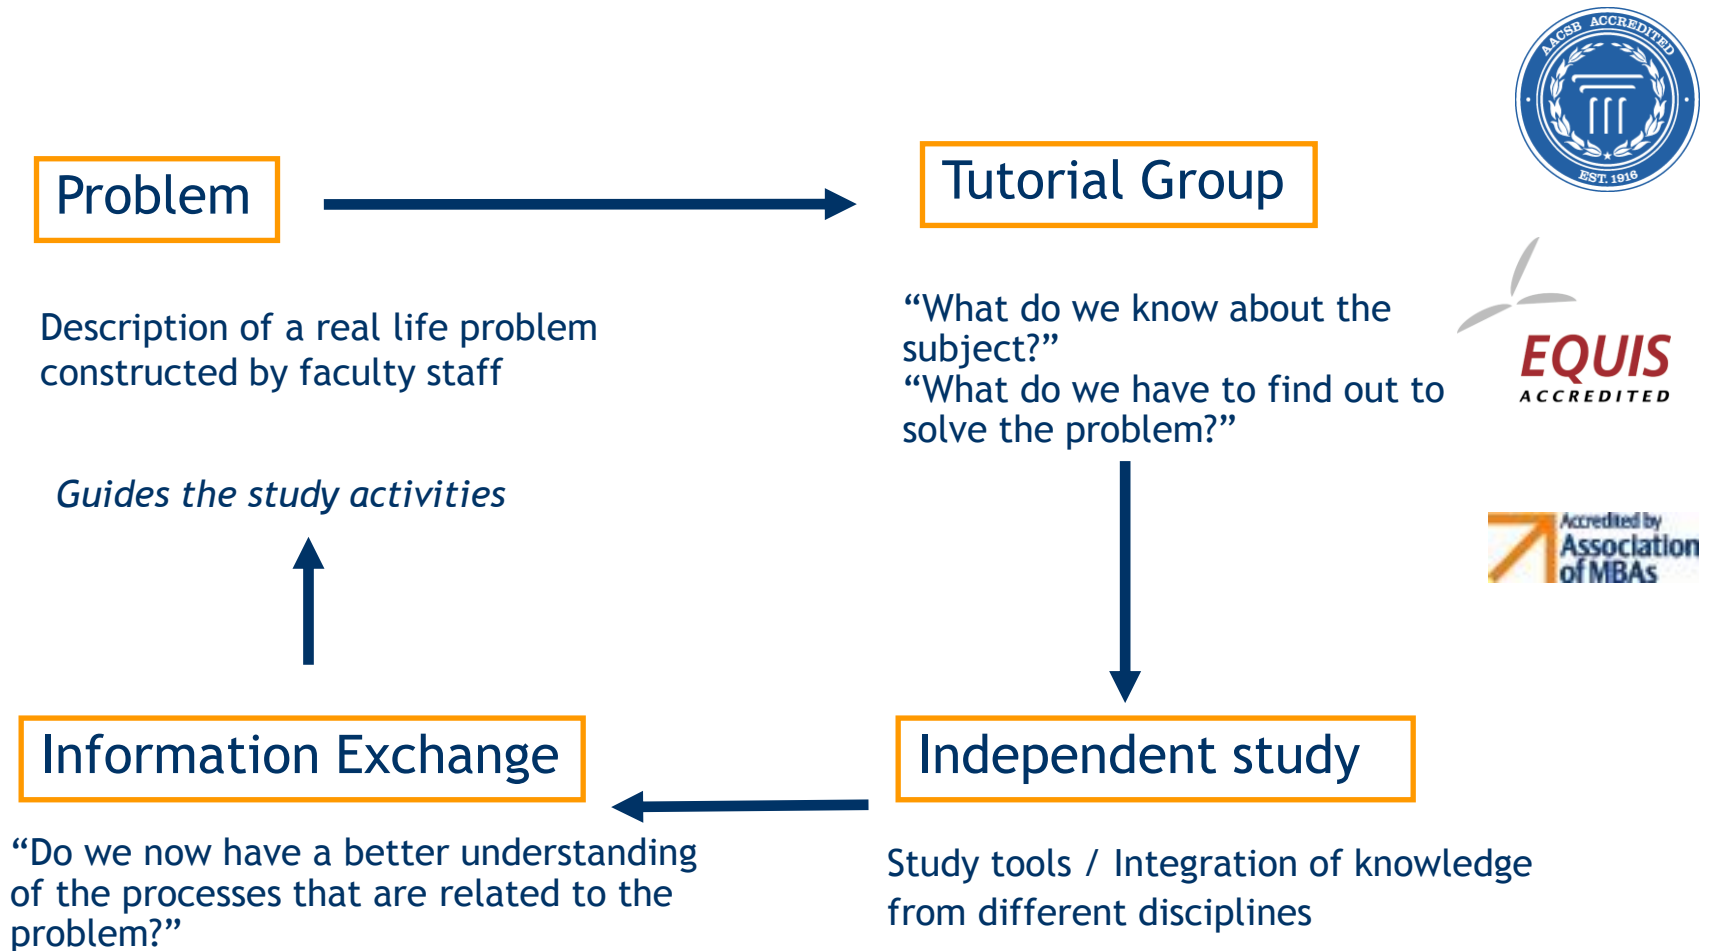 AACSB ACCREDITED
EST. 1916
Problem
Tutorial Group
Description of a real life problem
constructed by faculty staff
“What do we know about the
subject?”
“What do we have to find out to
solve the problem?”
EQUIS
ACCREDITED
Guides the study activities
Accredited by
Association
of MBAs
Information Exchange
Independent study
“Do we now have a better understanding
of the processes that are related to the
problem?”
Study tools / Integration of knowledge
from different disciplines